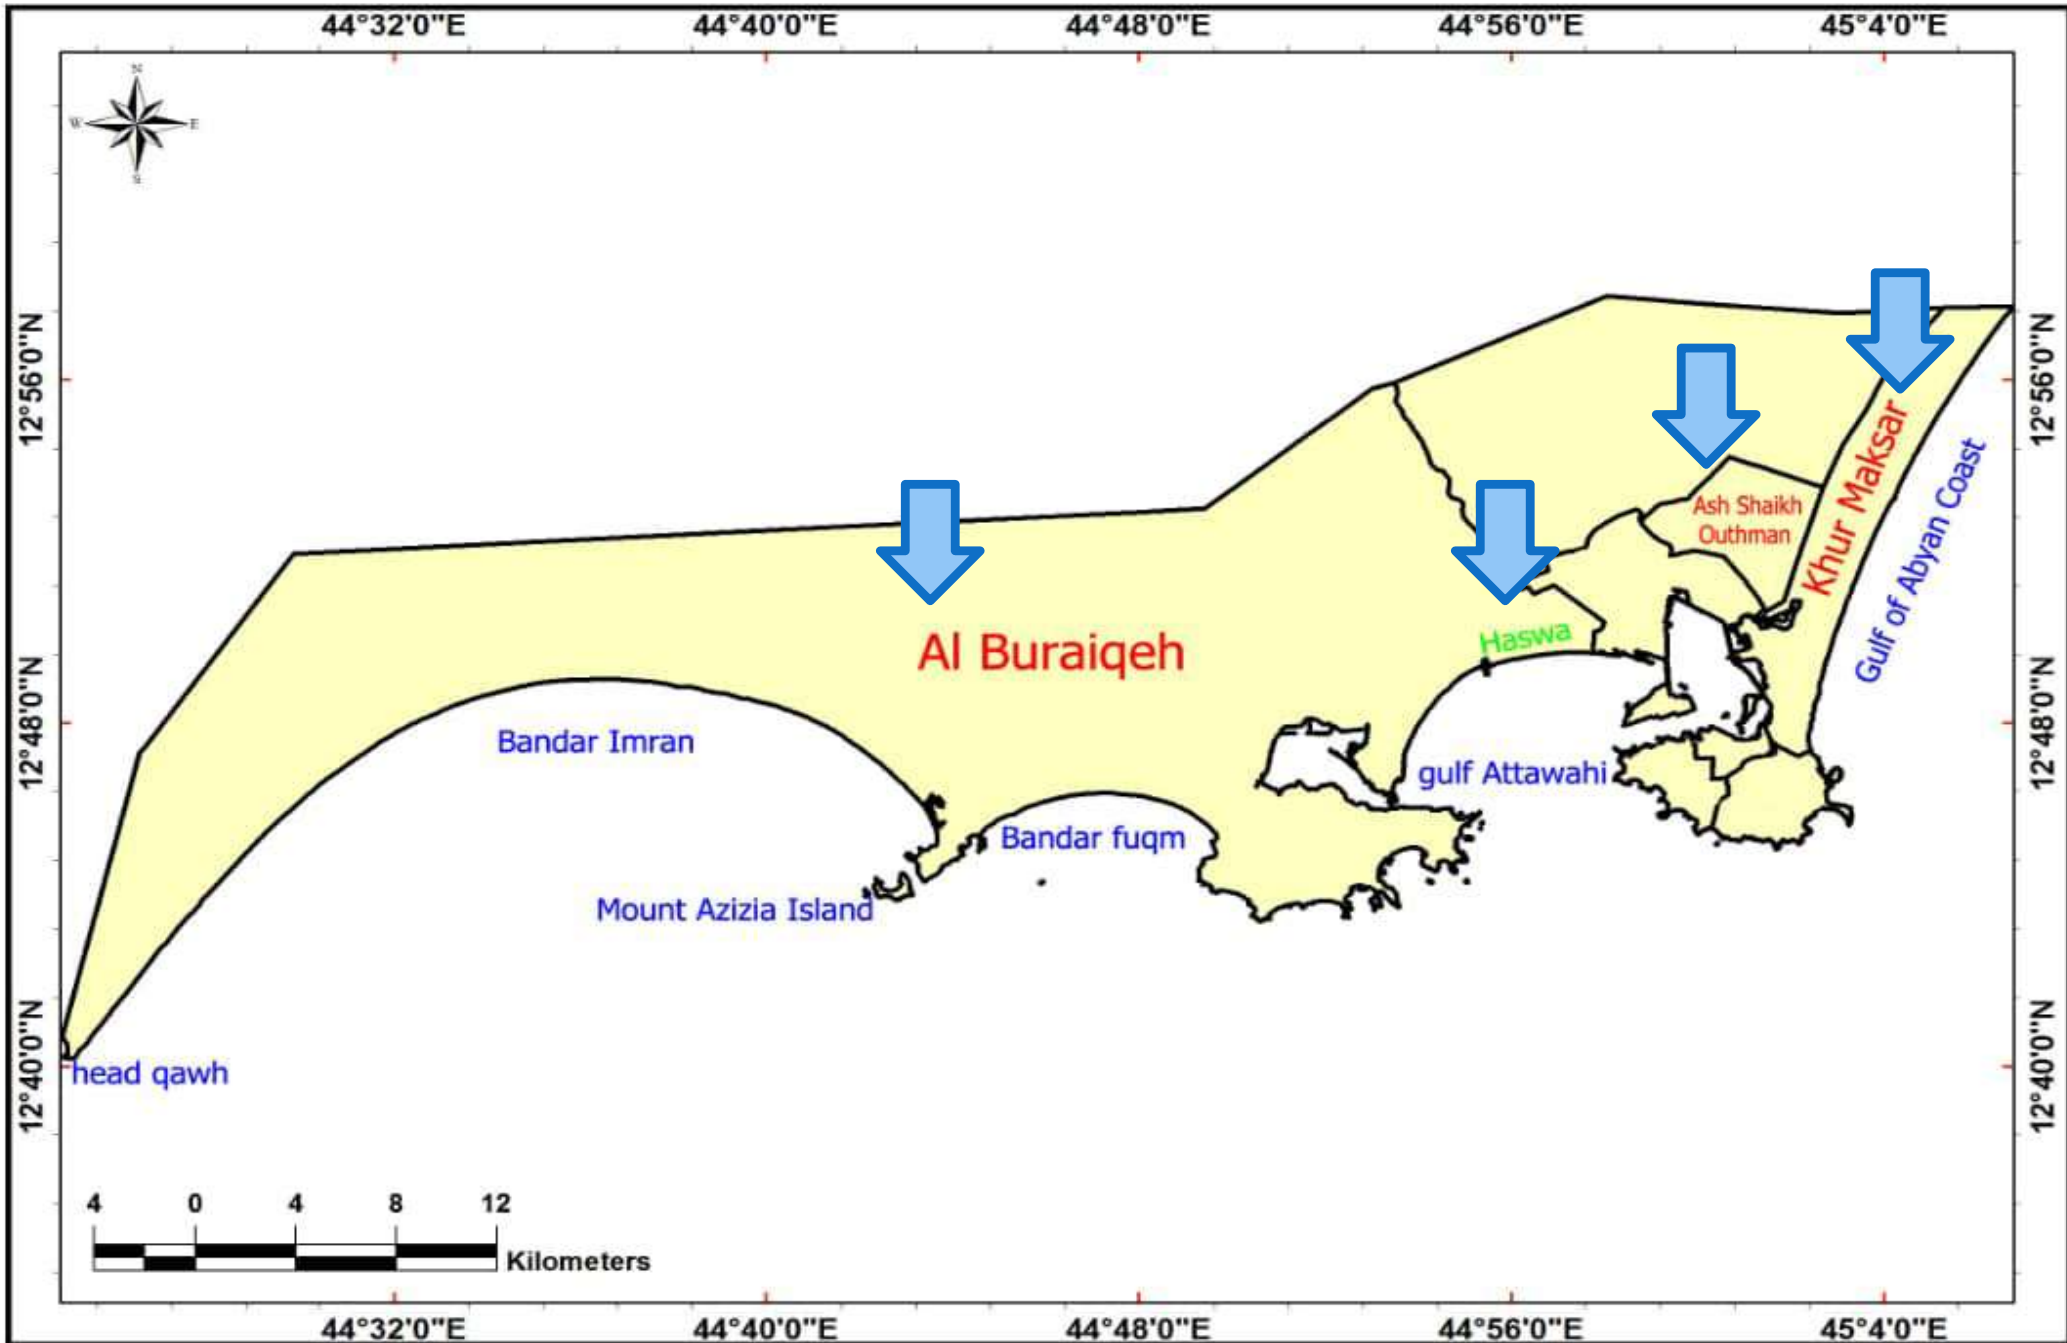 44°32'0"E 44°40'0"E 44°48'0"E 44°56'0"E 45°4'0"E
N
W E
S
12°56'0"N 12°56'0"N
Khur Maksar
Ash Shaikh
Outhman
Gulf of Abyan Coast
Haswa
Al Buraiqeh
12°48'0"N 12°48'0"N
Bandar Imran
gulf Attawahi
Bandar fuqm
Mount Azizia Island
12°40'0"N 12°40'0"N
head qawh
4 0 4 8 12
Kilometers
44°32'0"E 44°40'0"E 44°48'0"E 44°56'0"E 45°4'0"E